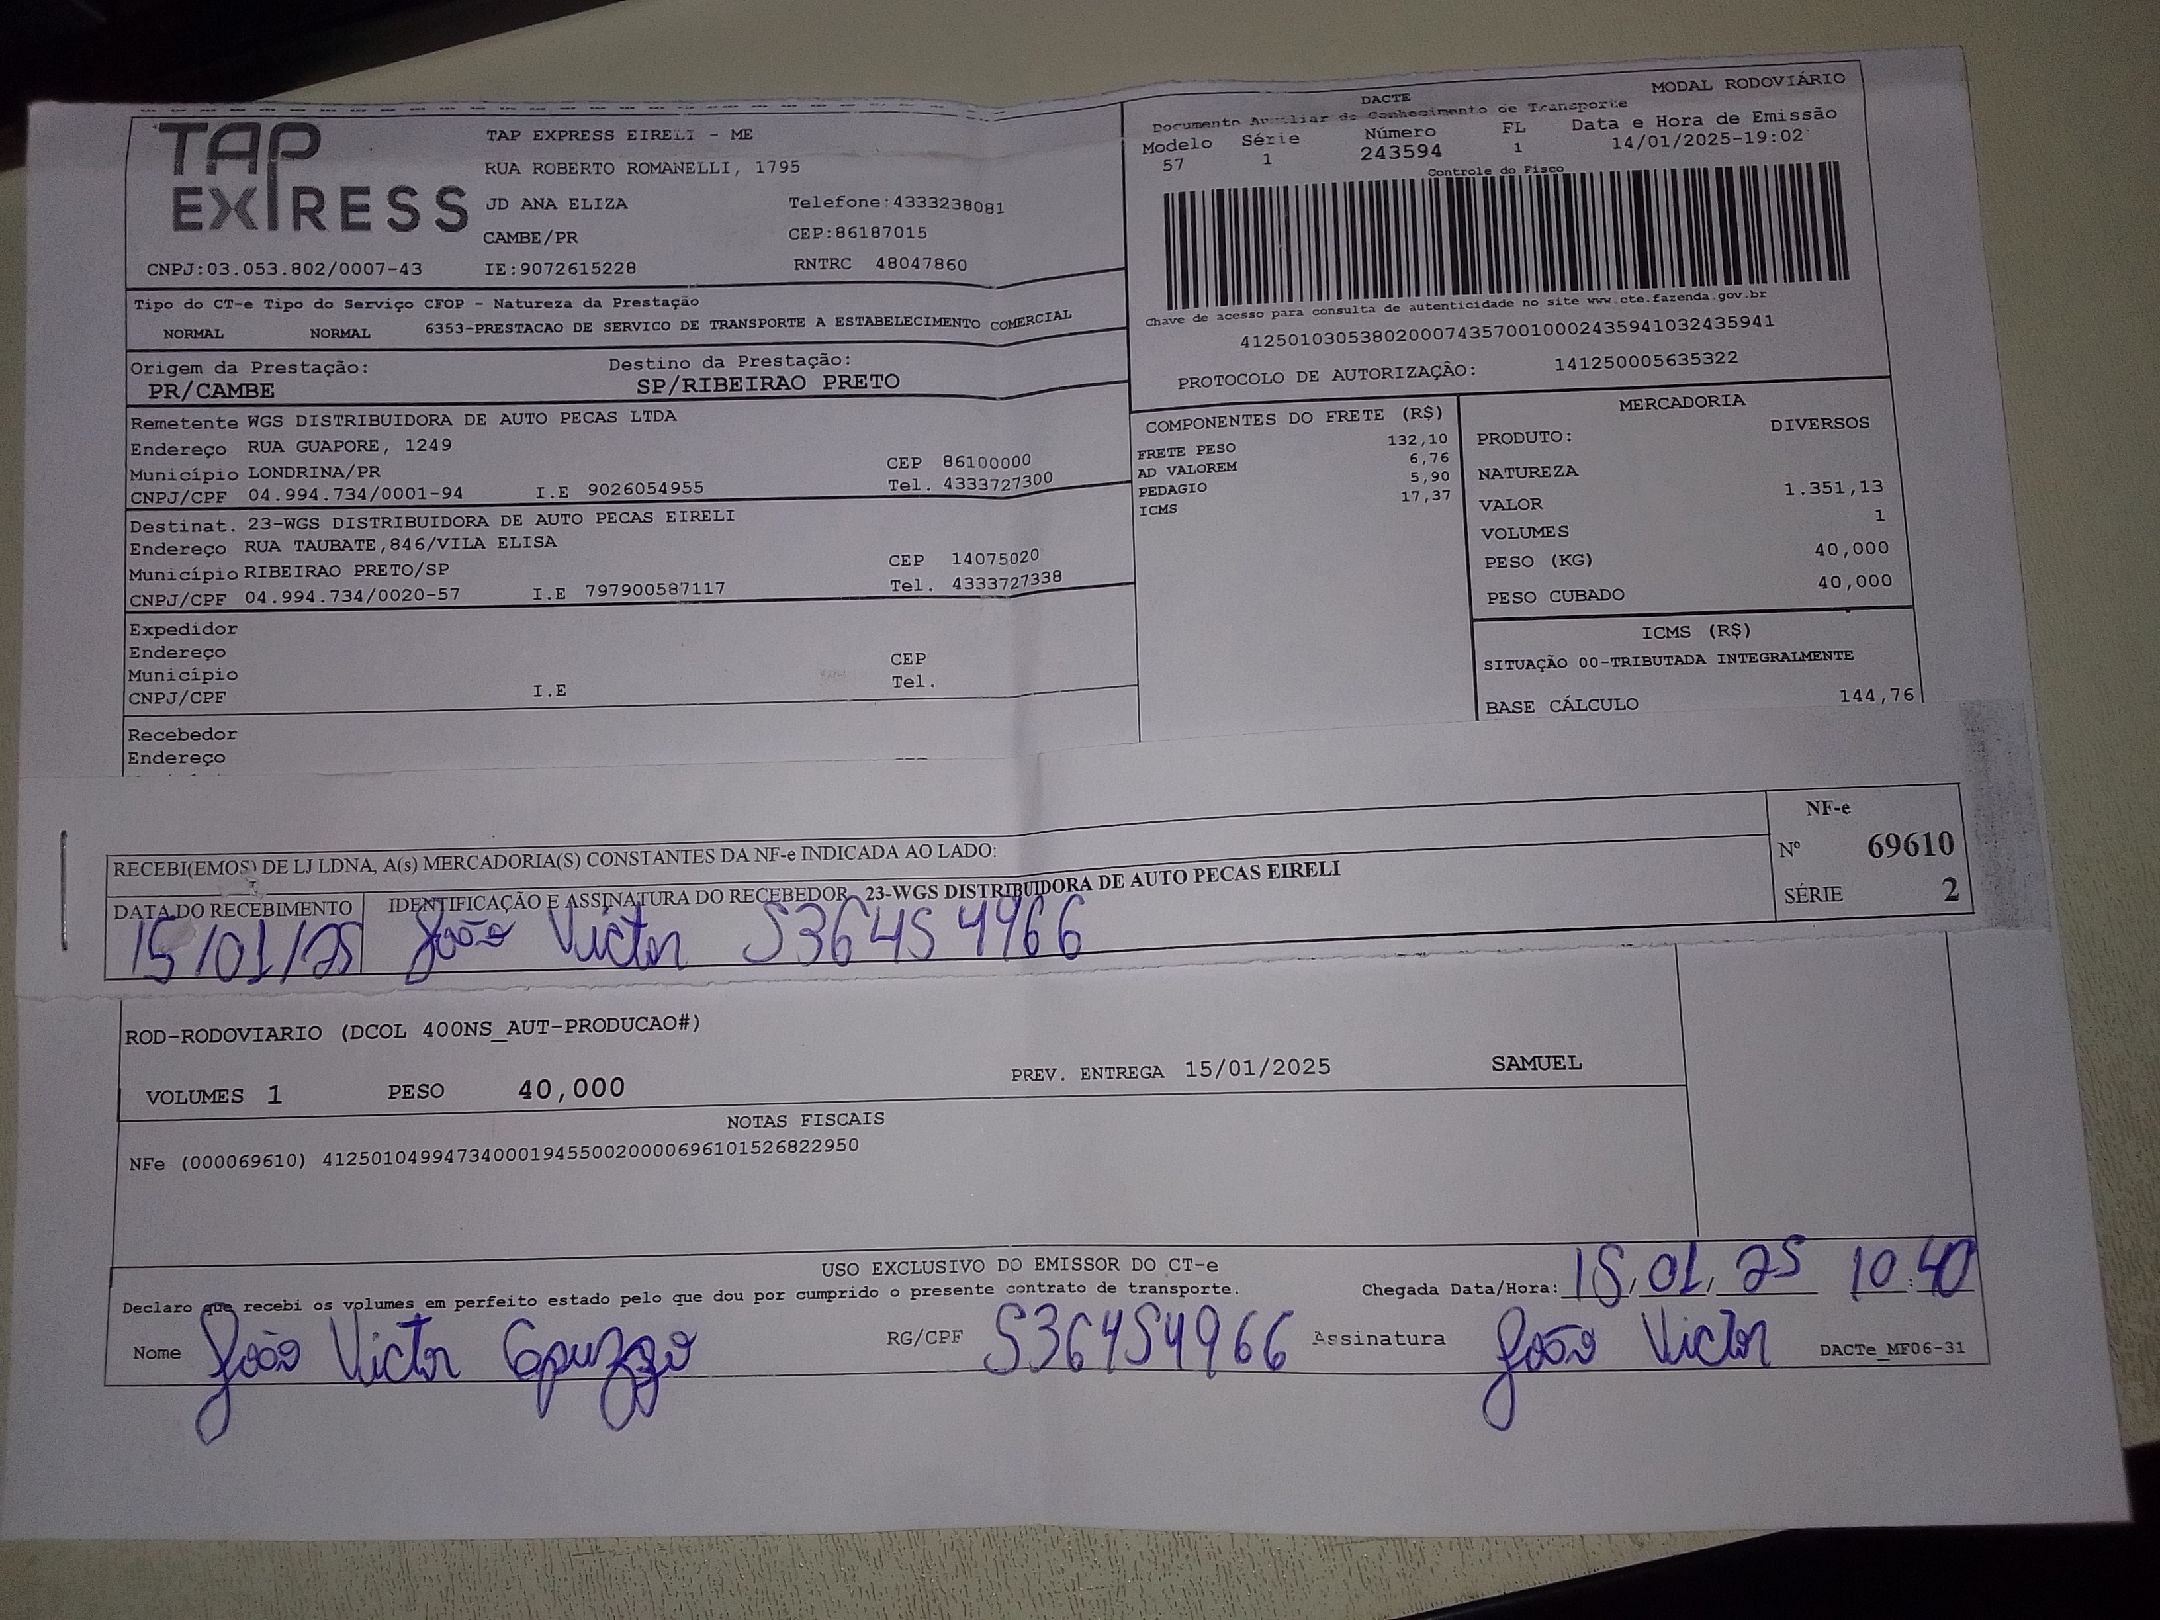 TAP EXPRESS
TAP EXPRESS EIRELI - ME
RUA ROBERTO ROMANELLI, 1795
JD ANA ELIZA Telefone:4333238081
CAMBE/PR CEP:86187015
CNPJ:03.053.802/0007-43 IE:9072615228 RNTRC 48047860
DACTE MODAL RODOVIÁRIO
Documento Auxiliar do Conhecimento de Transporte
Modelo Série Número FL Data e Hora de Emissão
57 1 243594 1 14/01/2025-19:02
Controle do Fisco
Chave de acesso para consulta de autenticidade no site www.cte.fazenda.gov.br
41250103053802000743570010002435941032435941
PROTOCOLO DE AUTORIZAÇÃO: 141250005635322
Tipo do CT-e Tipo do Serviço CFOP - Natureza da Prestação
NORMAL NORMAL 6353-PRESTACAO DE SERVICO DE TRANSPORTE A ESTABELECIMENTO COMERCIAL
Origem da Prestação: Destino da Prestação:
PR/CAMBE SP/RIBEIRAO PRETO
Remetente WGS DISTRIBUIDORA DE AUTO PECAS LTDA
Endereço RUA GUAPORE, 1249
Município LONDRINA/PR CEP 86100000
CNPJ/CPF 04.994.734/0001-94 I.E 9026054955 Tel. 4333727300
Destinat. 23-WGS DISTRIBUIDORA DE AUTO PECAS EIRELI
Endereço RUA TAUBATE,846/VILA ELISA
Município RIBEIRAO PRETO/SP CEP 14075020
CNPJ/CPF 04.994.734/0020-57 I.E 797900587117 Tel. 4333727338
Expedidor
Endereço
Município CEP
CNPJ/CPF I.E Tel.
Recebedor
Endereço
COMPONENTES DO FRETE (R$)
FRETE PESO 132,10
AD VALOREM 6,76
PEDAGIO 5,90
ICMS 17,37
MERCADORIA
PRODUTO: DIVERSOS
NATUREZA
VALOR 1.351,13
VOLUMES 1
PESO (KG) 40,000
PESO CUBADO 40,000
ICMS (R$)
SITUAÇÃO 00-TRIBUTADA INTEGRALMENTE
BASE CÁLCULO 144,76
RECEBI(EMOS) DE LJ LDNA, A(s) MERCADORIA(S) CONSTANTES DA NF-e INDICADA AO LADO:
DATA DO RECEBIMENTO IDENTIFICAÇÃO E ASSINATURA DO RECEBEDOR 23-WGS DISTRIBUIDORA DE AUTO PECAS EIRELI
15/01/25 João Victor 536454966
NF-e
Nº 69610
SÉRIE 2
ROD-RODOVIARIO (DCOL 400NS_AUT-PRODUCAO#)
VOLUMES 1 PESO 40,000 PREV. ENTREGA 15/01/2025 SAMUEL
NOTAS FISCAIS
NFe (000069610) 41250104994734000194550020000696101526822950
USO EXCLUSIVO DO EMISSOR DO CT-e
Declaro que recebi os volumes em perfeito estado pelo que dou por cumprido o presente contrato de transporte. Chegada Data/Hora: 15/01/25 10:40
Nome João Victor RG/CPF 536454966 Assinatura João Victor DACTe_MF06-31